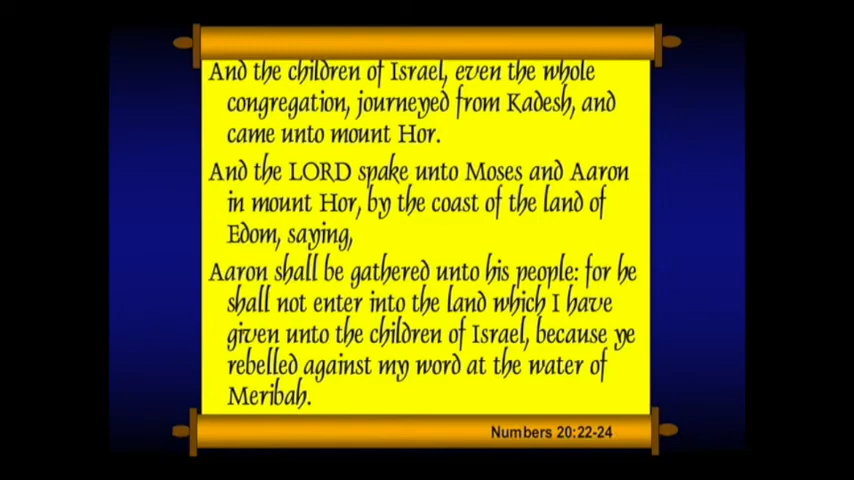 And the children of Israel, even the whole
congregation, journeyed from Kadesh, and
came unto mount Hor.
And the LORD spake unto Moses and Aaron
in mount Hor, by the coast of the land of
Edom, saying,
Aaron shall be gathered unto his people: for he
shall not enter into the land which I have
given unto the children of Israel, because ye
rebelled against my word at the water of
Meribah.
Numbers 20:22-24